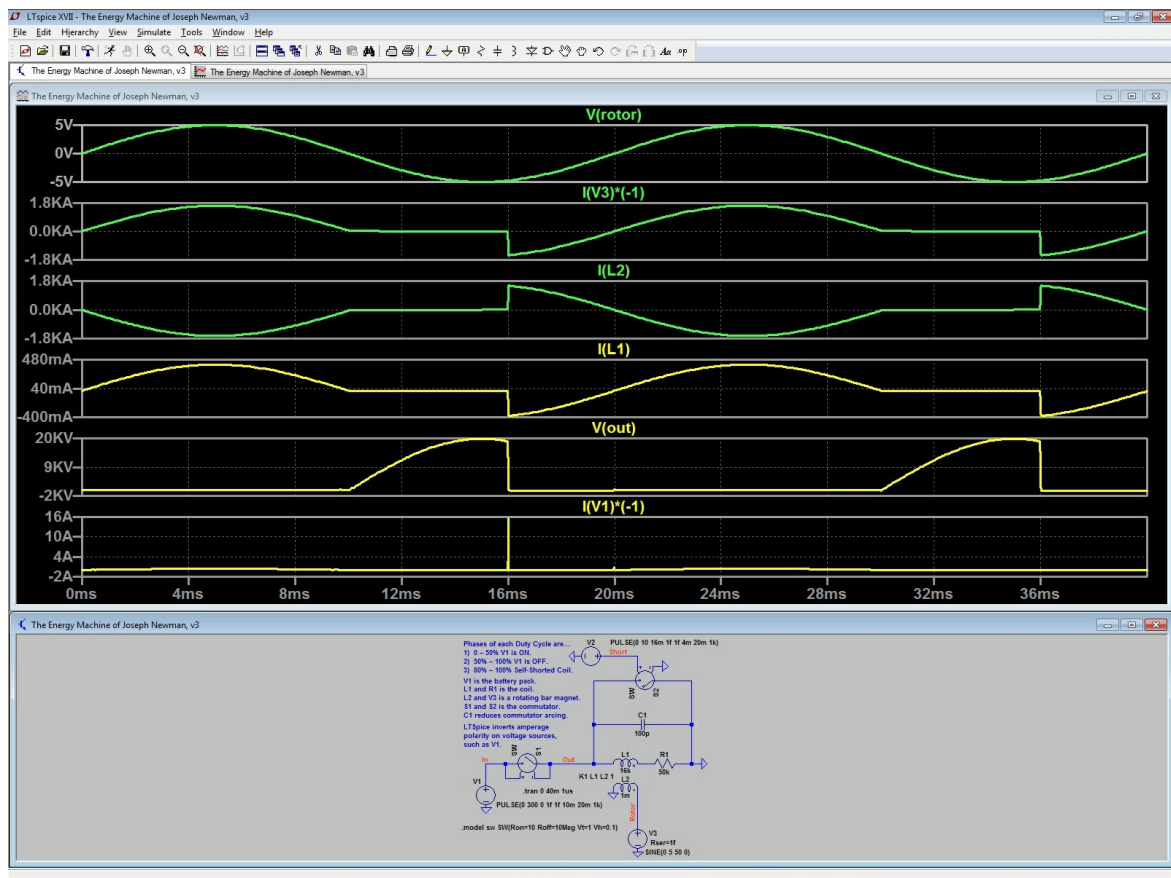 LTspice XVII - The Energy Machine of Joseph Newman, v3
File Edit Hierarchy View Simulate Tools Window Help
The Energy Machine of Joseph Newman, v3
The Energy Machine of Joseph Newman, v3
The Energy Machine of Joseph Newman, v3
V(rotor)
5V
0V
-5V
I(V3)*(-1)
1.8KA
0.0KA
-1.8KA
I(L2)
1.8KA
0.0KA
-1.8KA
I(L1)
480mA
40mA
-400mA
V(out)
20KV
9KV
-2KV
I(V1)*(-1)
16A
10A
4A
-2A
0ms 4ms 8ms 12ms 16ms 20ms 24ms 28ms 32ms 36ms
The Energy Machine of Joseph Newman, v3
Phases of each Duty Cycle are...
1) 0 – 50% V1 is ON.
2) 50% – 100% V1 is OFF.
3) 80% – 100% Self-Shorted Coil.
V1 is the battery pack.
L1 and R1 is the coil.
L2 and V3 is a rotating bar magnet.
S1 and S2 is the commutator.
C1 reduces commutator arcing.
LTSpice inverts amperage
polarity on voltage sources,
such as V1.
V2
PULSE(0 10 16m 1f 1f 4m 20m 1k)
Short
SW
S2
C1
100p
SW
S1
In
Out
L1
16k
R1
50k
K1 L1 L2 1
L2
1m
V1
.tran 0 40m 1us
PULSE(0 300 0 1f 1f 10m 20m 1k)
Rotor
.model sw SW(Ron=10 Roff=10Meg Vt=1 Vh=0.1)
V3
Rser=1f
SINE(0 5 50 0)